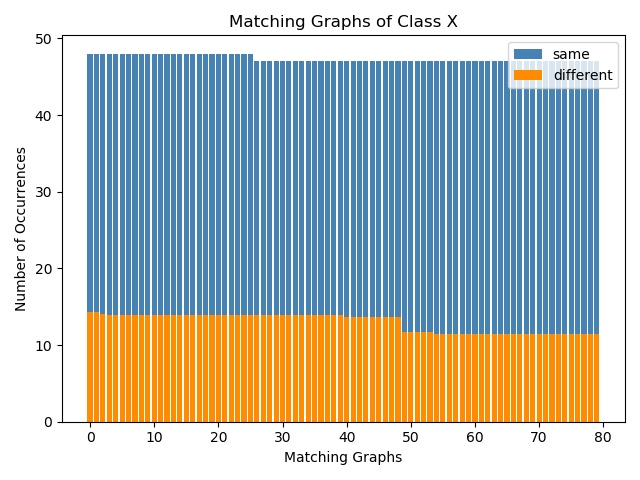 Matching Graphs of Class X
same
different
Number of Occurrences
50
40
30
20
10
0
0 10 20 30 40 50 60 70 80
Matching Graphs